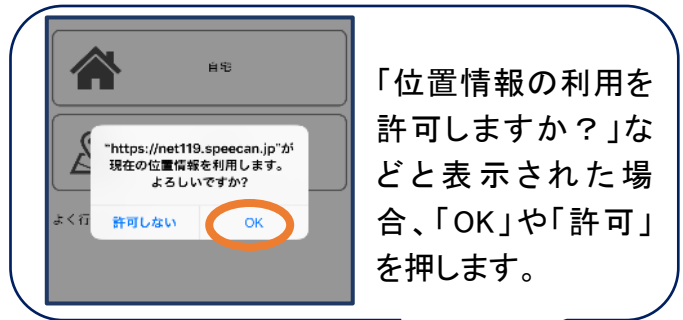 自宅
"https://net119.speecan.jp"が
現在の位置情報を利用します。
よろしいですか?
よく行
許可しない
OK
「位置情報の利用を
許可しますか？」な
どと表示された場
合、「OK」や「許可」
を押します。